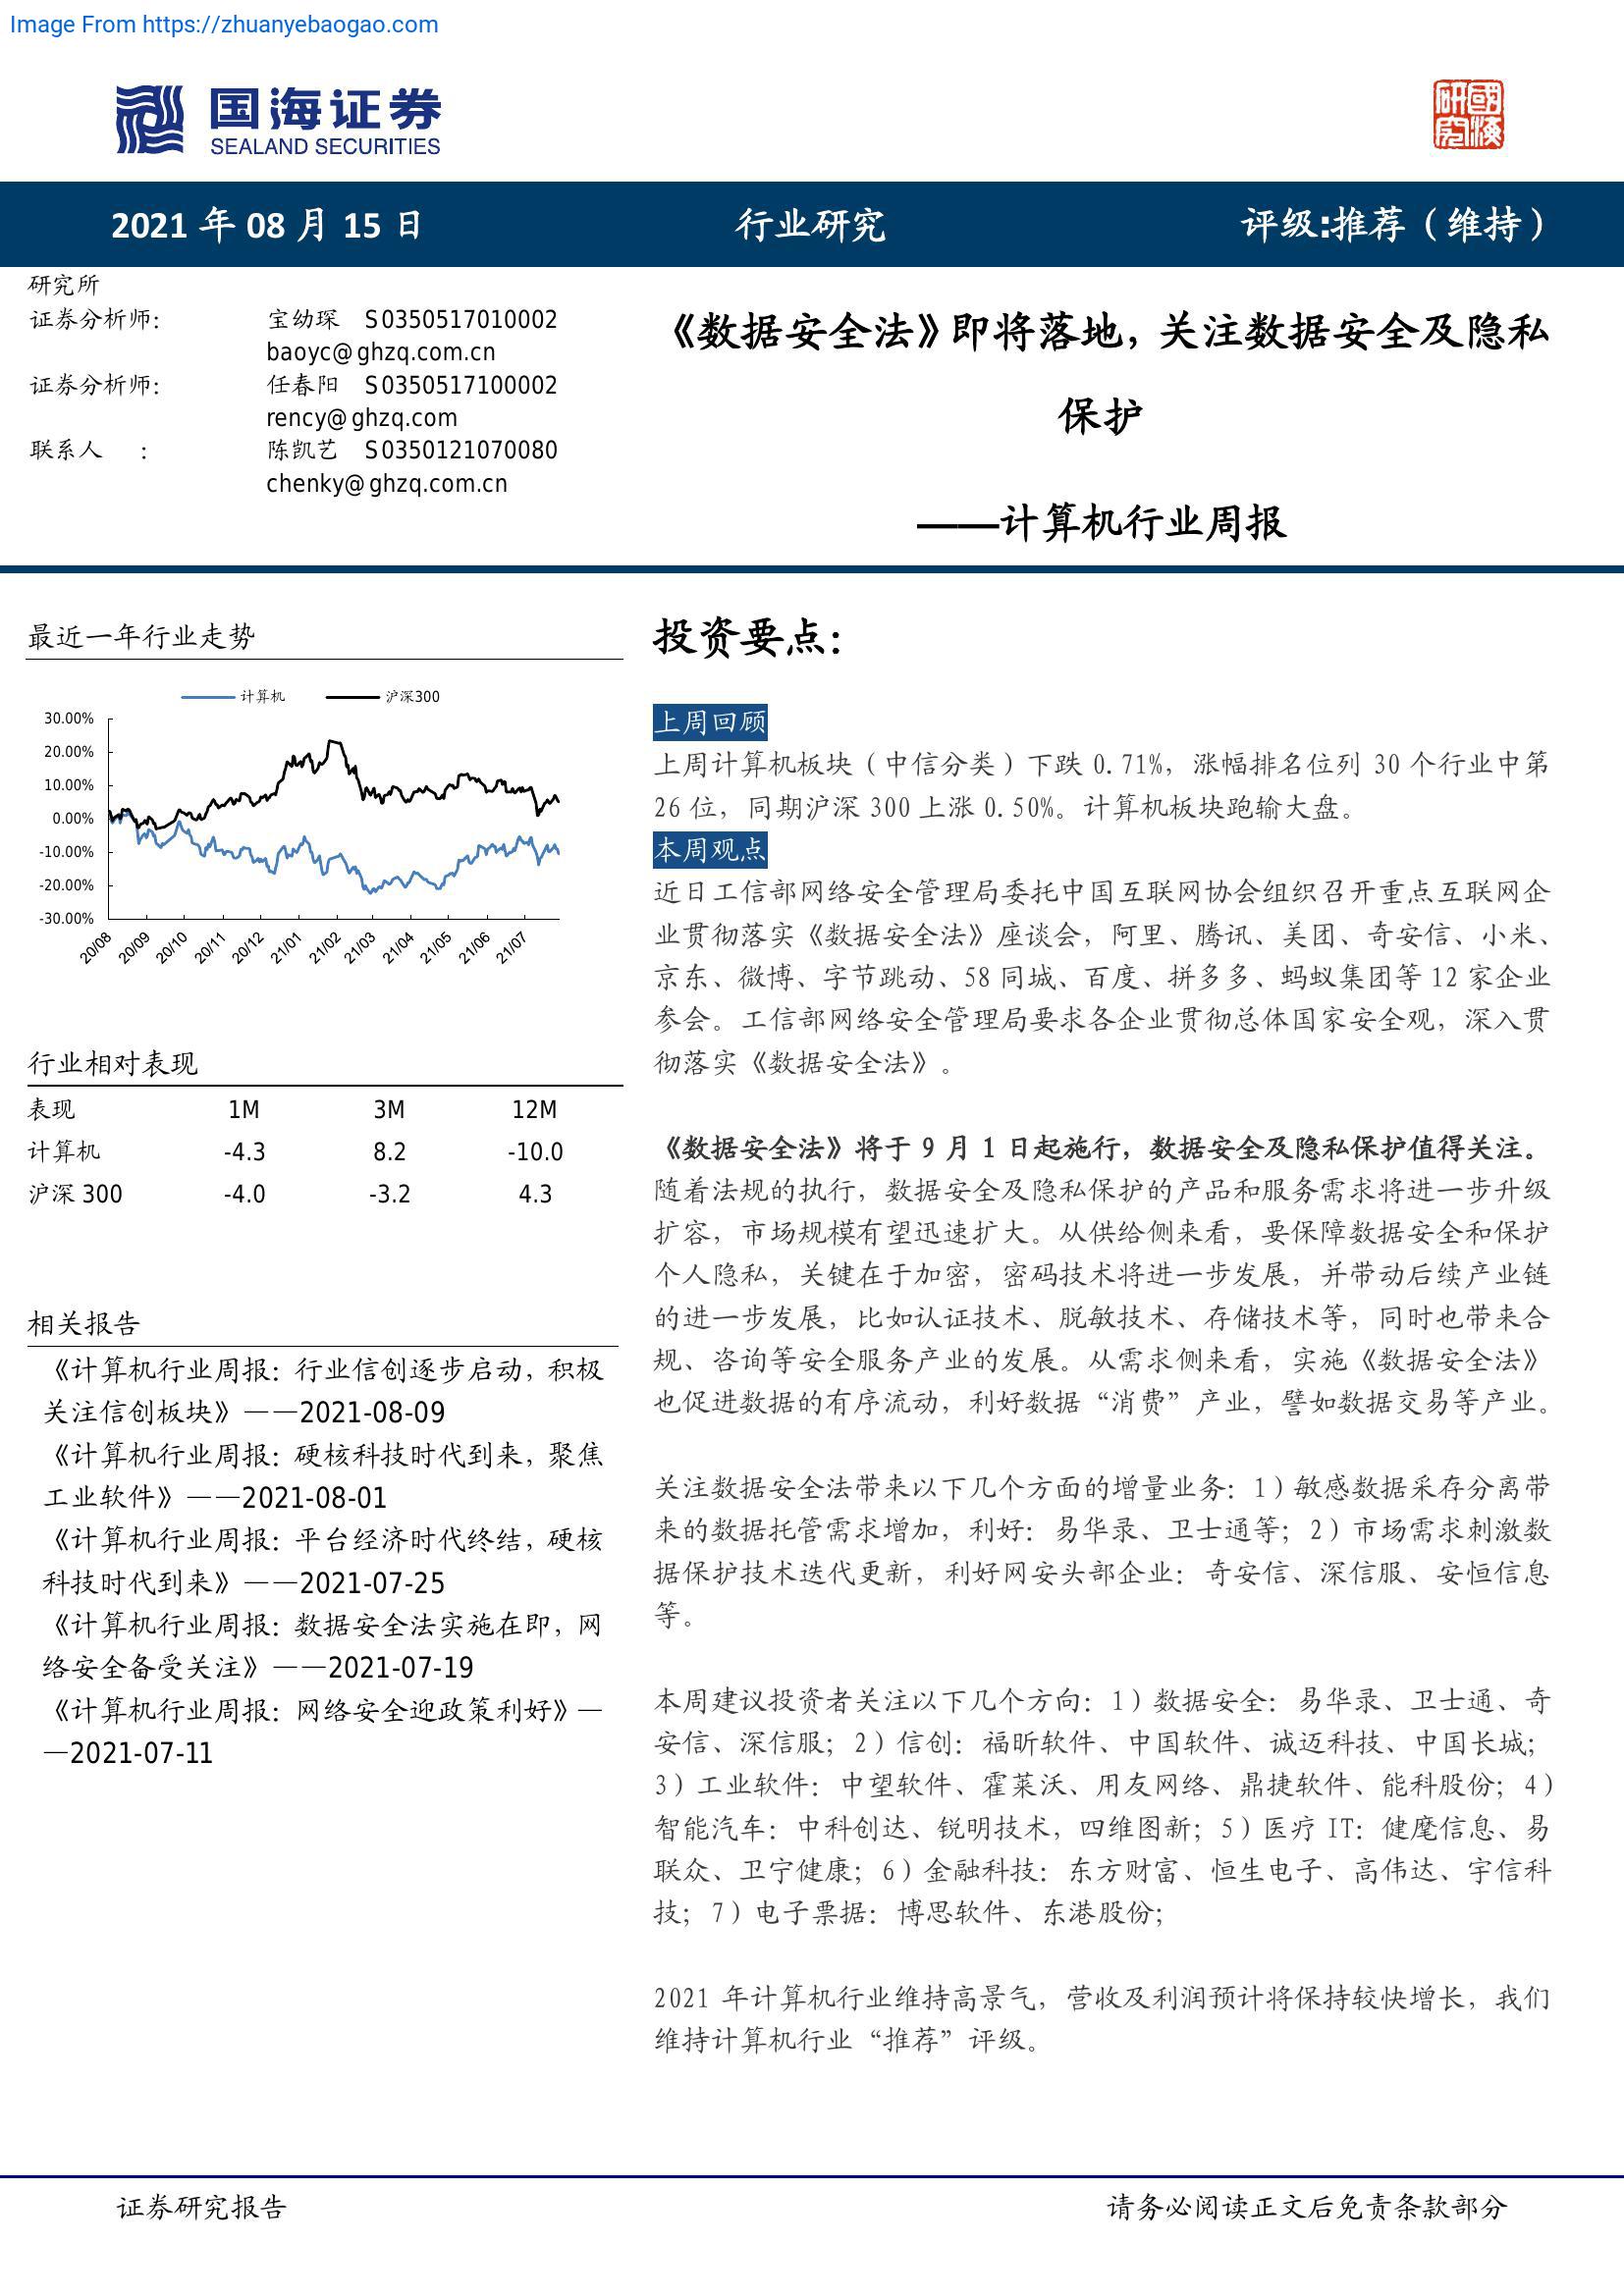 Image From https://zhuanyebaogao.com
国海证券
SEALAND SECURITIES
研究
國海
2021 年 08 月 15 日 行业研究 评级:推荐（维持）
研究所
证券分析师： 宝幼琛 S0350517010002
baoyc@ghzq.com.cn
证券分析师： 任春阳 S0350517100002
rency@ghzq.com
联系人 ： 陈凯艺 S0350121070080
chenky@ghzq.com.cn
《数据安全法》即将落地，关注数据安全及隐私
保护
——计算机行业周报
最近一年行业走势
计算机 沪深300
30.00%
20.00%
10.00%
0.00%
-10.00%
-20.00%
-30.00%
20/08 20/09 20/10 20/11 20/12 21/01 21/02 21/03 21/04 21/05 21/06 21/07
行业相对表现
表现 1M 3M 12M
计算机 -4.3 8.2 -10.0
沪深 300 -4.0 -3.2 4.3
相关报告
《计算机行业周报：行业信创逐步启动，积极
关注信创板块》——2021-08-09
《计算机行业周报：硬核科技时代到来，聚焦
工业软件》——2021-08-01
《计算机行业周报：平台经济时代终结，硬核
科技时代到来》——2021-07-25
《计算机行业周报：数据安全法实施在即，网
络安全备受关注》——2021-07-19
《计算机行业周报：网络安全迎政策利好》—
—2021-07-11
投资要点：
上周回顾
上周计算机板块（中信分类）下跌 0.71%，涨幅排名位列 30 个行业中第
26 位，同期沪深 300 上涨 0.50%。计算机板块跑输大盘。
本周观点
近日工信部网络安全管理局委托中国互联网协会组织召开重点互联网企
业贯彻落实《数据安全法》座谈会，阿里、腾讯、美团、奇安信、小米、
京东、微博、字节跳动、58 同城、百度、拼多多、蚂蚁集团等 12 家企业
参会。工信部网络安全管理局要求各企业贯彻总体国家安全观，深入贯
彻落实《数据安全法》。
《数据安全法》将于 9 月 1 日起施行，数据安全及隐私保护值得关注。
随着法规的执行，数据安全及隐私保护的产品和服务需求将进一步升级
扩容，市场规模有望迅速扩大。从供给侧来看，要保障数据安全和保护
个人隐私，关键在于加密，密码技术将进一步发展，并带动后续产业链
的进一步发展，比如认证技术、脱敏技术、存储技术等，同时也带来合
规、咨询等安全服务产业的发展。从需求侧来看，实施《数据安全法》
也促进数据的有序流动，利好数据“消费”产业，譬如数据交易等产业。
关注数据安全法带来以下几个方面的增量业务：1）敏感数据采存分离带
来的数据托管需求增加，利好：易华录、卫士通等；2）市场需求刺激数
据保护技术迭代更新，利好网安头部企业：奇安信、深信服、安恒信息
等。
本周建议投资者关注以下几个方向：1）数据安全：易华录、卫士通、奇
安信、深信服；2）信创：福昕软件、中国软件、诚迈科技、中国长城；
3）工业软件：中望软件、霍莱沃、用友网络、鼎捷软件、能科股份；4）
智能汽车：中科创达、锐明技术，四维图新；5）医疗 IT：健麾信息、易
联众、卫宁健康；6）金融科技：东方财富、恒生电子、高伟达、宇信科
技；7）电子票据：博思软件、东港股份；
2021 年计算机行业维持高景气，营收及利润预计将保持较快增长，我们
维持计算机行业“推荐”评级。
证券研究报告 请务必阅读正文后免责条款部分